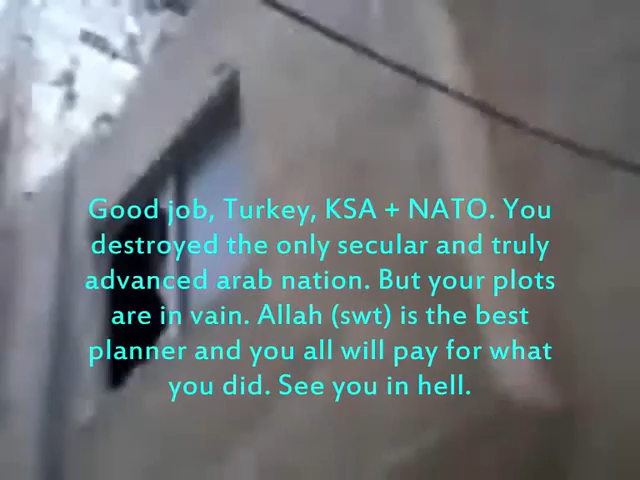 Good job, Turkey, KSA + NATO. You
destroyed the only secular and truly
advanced arab nation. But your plots
are in vain. Allah (swt) is the best
planner and you all will pay for what
you did. See you in hell.